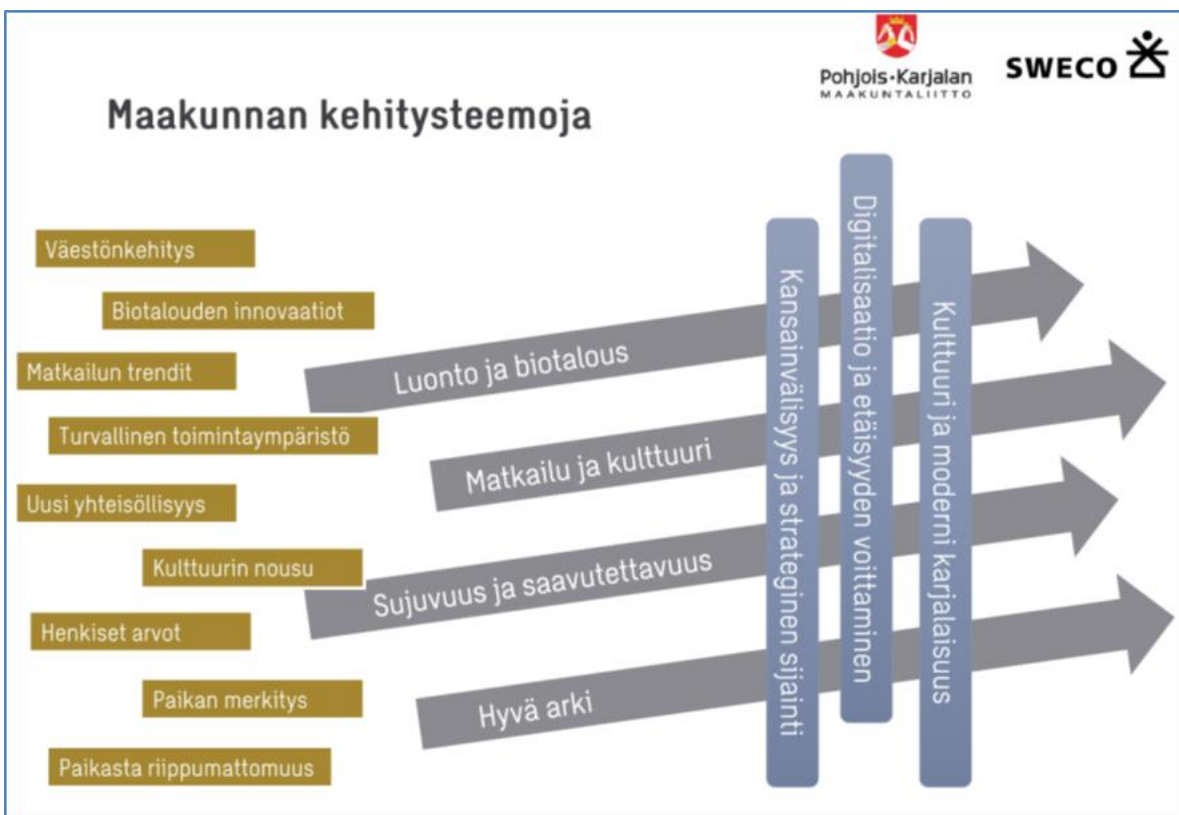 Pohjois-Karjalan
MAAKUNTALIITTO
SWECO
Maakunnan kehitysteemoja
Väestönkehitys
Biotalouden innovaatiot
Matkailun trendit
Turvallinen toimintaympäristö
Uusi yhteisöllisyys
Kulttuurin nousu
Henkiset arvot
Paikan merkitys
Paikasta riippumattomuus
Luonto ja biotalous
Matkailu ja kulttuuri
Sujuvuus ja saavutettavuus
Hyvä arki
Kansainvälisyys ja strateginen sijainti
Digitalisaatio ja etäisyyden voittaminen
Kulttuuri ja moderni karjalaisuus